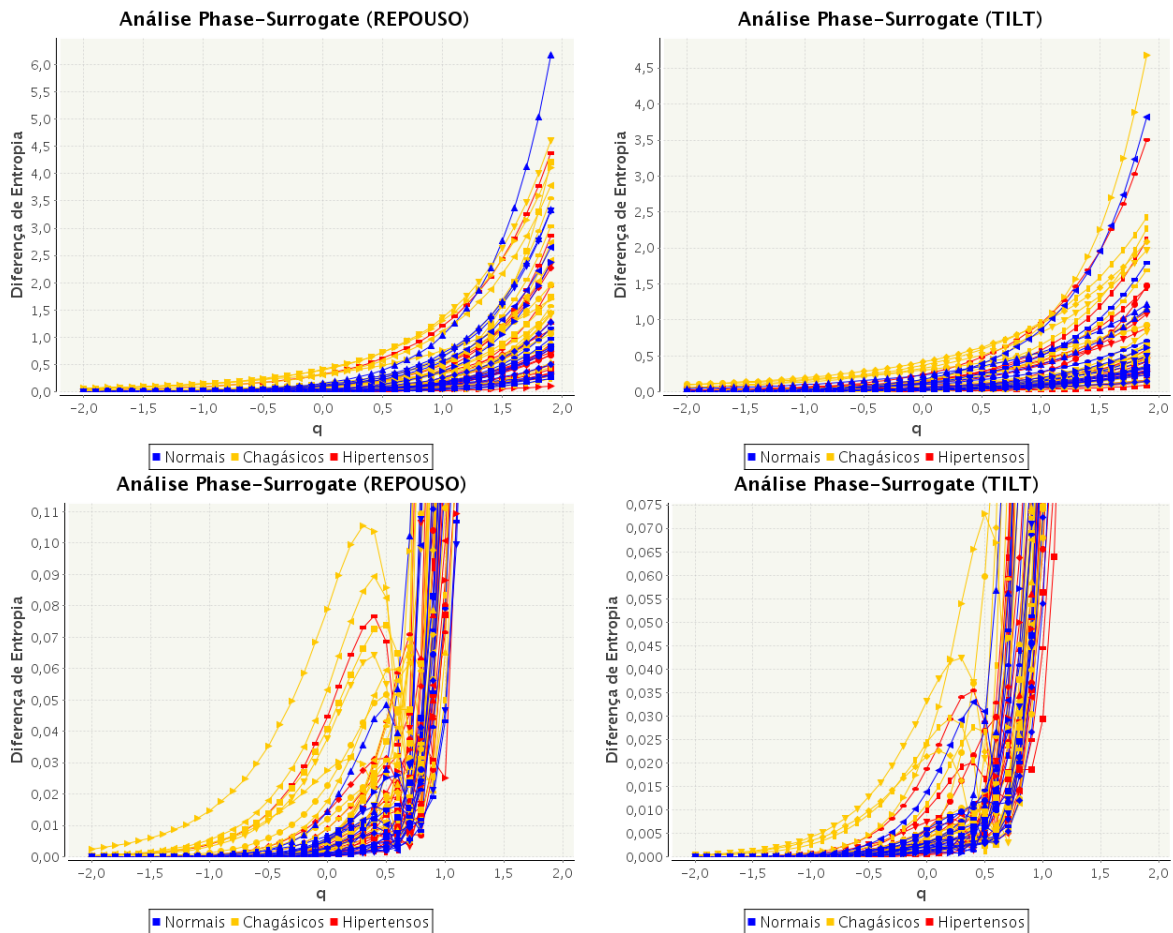 Análise Phase-Surrogate (REPOUSO)
Diferença de Entropia
6,0
5,5
5,0
4,5
4,0
3,5
3,0
2,5
2,0
1,5
1,0
0,5
0,0
−2,0 −1,5 −1,0 −0,5 0,0 0,5 1,0 1,5 2,0
q
Normais Chagásicos Hipertensos
Análise Phase-Surrogate (TILT)
Diferença de Entropia
4,5
4,0
3,5
3,0
2,5
2,0
1,5
1,0
0,5
0,0
−2,0 −1,5 −1,0 −0,5 0,0 0,5 1,0 1,5 2,0
q
Normais Chagásicos Hipertensos
Análise Phase-Surrogate (REPOUSO)
Diferença de Entropia
0,11
0,10
0,09
0,08
0,07
0,06
0,05
0,04
0,03
0,02
0,01
0,00
−2,0 −1,5 −1,0 −0,5 0,0 0,5 1,0 1,5 2,0
q
Normais Chagásicos Hipertensos
Análise Phase-Surrogate (TILT)
Diferença de Entropia
0,075
0,070
0,065
0,060
0,055
0,050
0,045
0,040
0,035
0,030
0,025
0,020
0,015
0,010
0,005
0,000
−2,0 −1,5 −1,0 −0,5 0,0 0,5 1,0 1,5 2,0
q
Normais Chagásicos Hipertensos